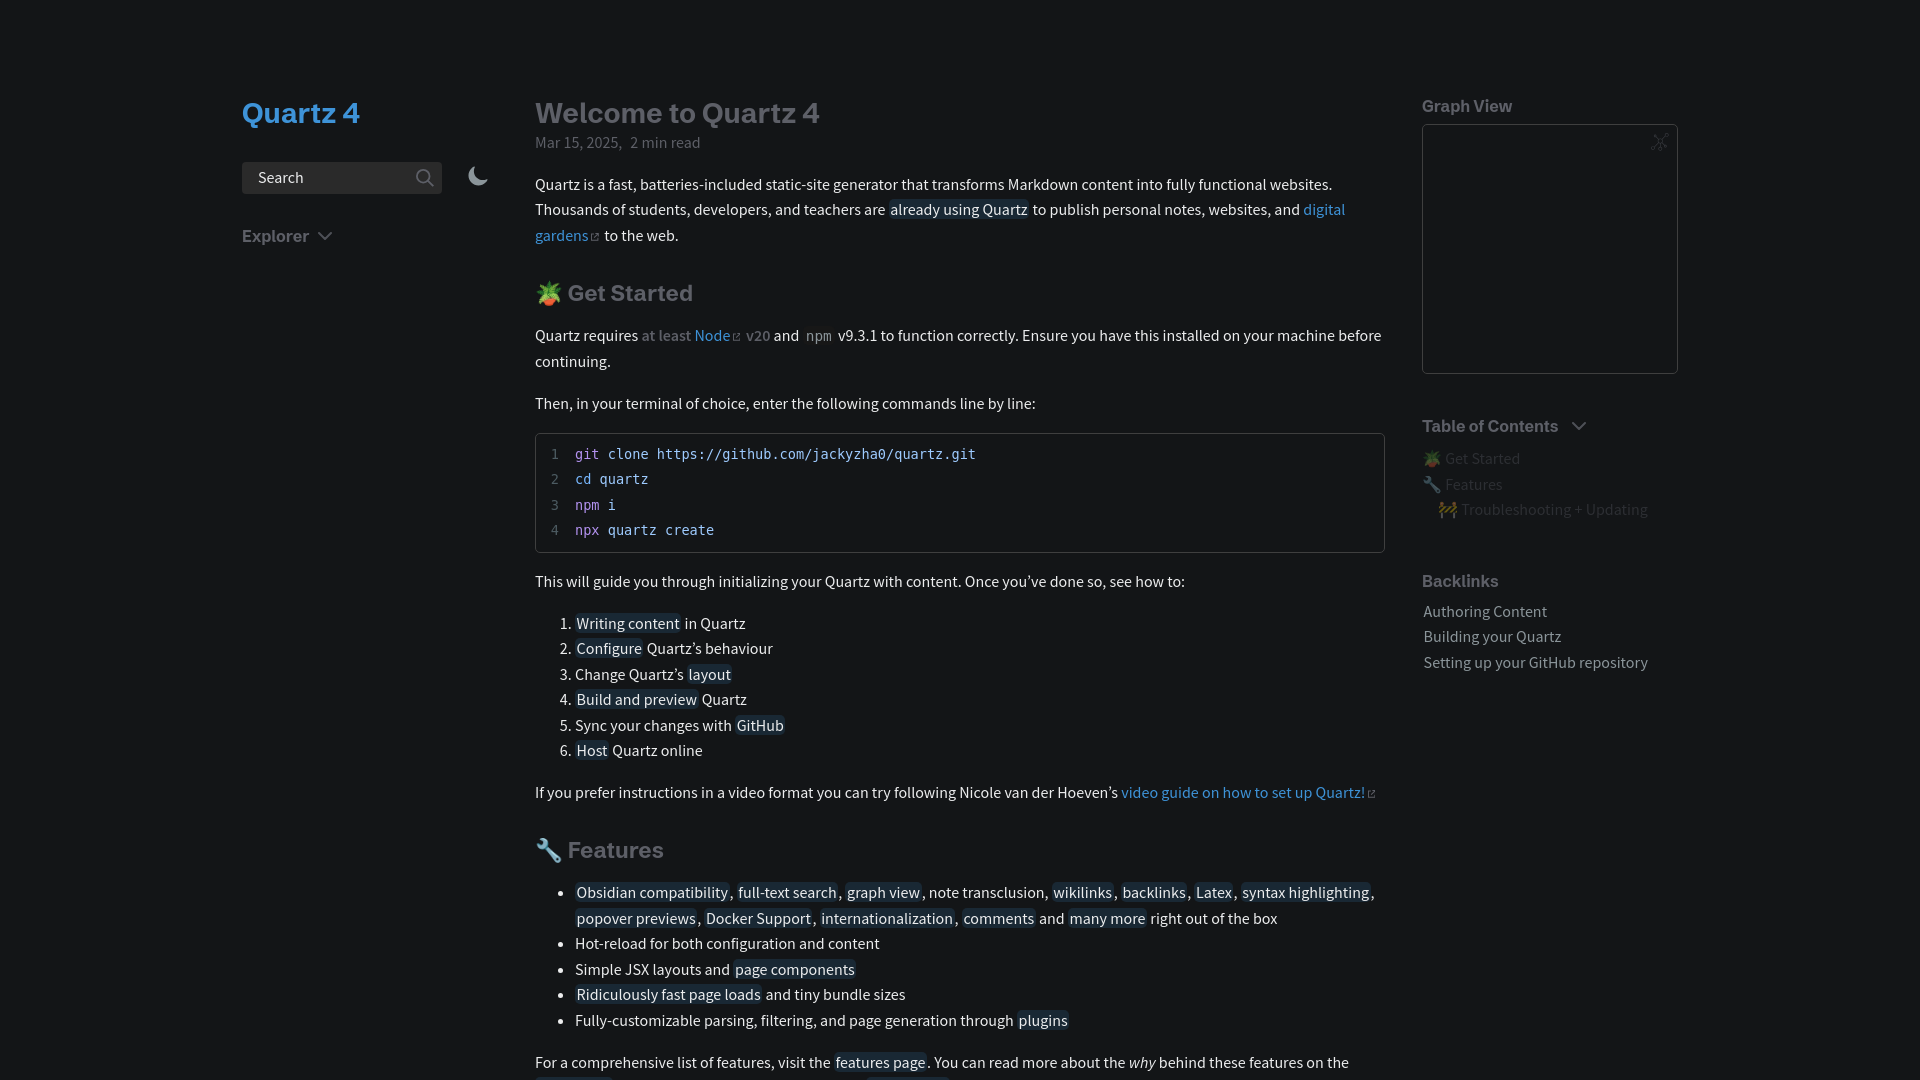 Quartz 4
Search
Explorer
Welcome to Quartz 4
Mar 15, 2025, 2 min read
Quartz is a fast, batteries-included static-site generator that transforms Markdown content into fully functional websites.
Thousands of students, developers, and teachers are already using Quartz to publish personal notes, websites, and digital
gardens to the web.
🪴 Get Started
Quartz requires at least Node v20 and npm v9.3.1 to function correctly. Ensure you have this installed on your machine before
continuing.
Then, in your terminal of choice, enter the following commands line by line:
1 git clone https://github.com/jackyzha0/quartz.git
2 cd quartz
3 npm i
4 npx quartz create
This will guide you through initializing your Quartz with content. Once you’ve done so, see how to:
1. Writing content in Quartz
2. Configure Quartz’s behaviour
3. Change Quartz’s layout
4. Build and preview Quartz
5. Sync your changes with GitHub
6. Host Quartz online
If you prefer instructions in a video format you can try following Nicole van der Hoeven’s video guide on how to set up Quartz!
🔧 Features
• Obsidian compatibility, full-text search, graph view, note transclusion, wikilinks, backlinks, Latex, syntax highlighting,
popover previews, Docker Support, internationalization, comments and many more right out of the box
• Hot-reload for both configuration and content
• Simple JSX layouts and page components
• Ridiculously fast page loads and tiny bundle sizes
• Fully-customizable parsing, filtering, and page generation through plugins
For a comprehensive list of features, visit the features page. You can read more about the why behind these features on the
Graph View
Table of Contents
🪴 Get Started
🔧 Features
🚧 Troubleshooting + Updating
Backlinks
Authoring Content
Building your Quartz
Setting up your GitHub repository